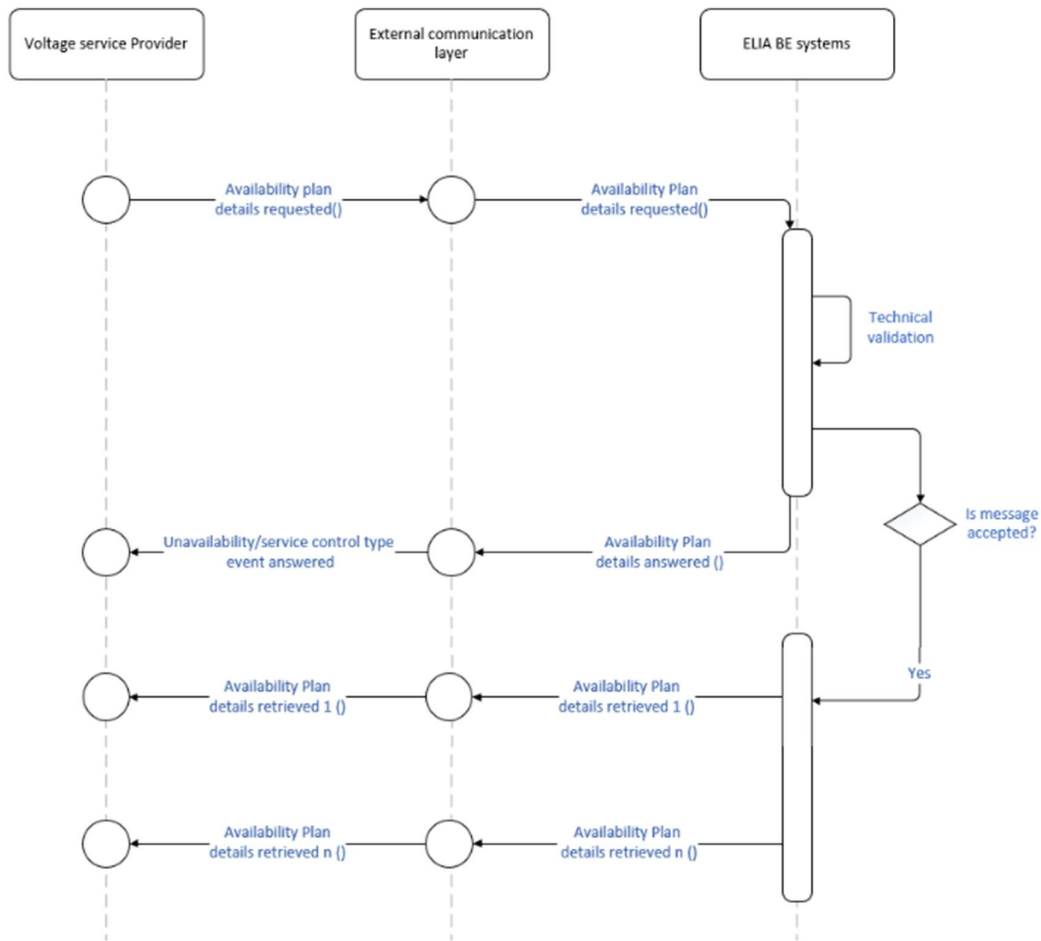 Voltage service Provider
External communication
layer
ELIA BE systems
Availability plan
details requested()
Availability Plan
details requested()
Technical
validation
Is message
accepted?
Unavailability/service control type
event answered
Availability Plan
details answered ()
Yes
Availability Plan
details retrieved 1 ()
Availability Plan
details retrieved 1 ()
Availability Plan
details retrieved n ()
Availability Plan
details retrieved n ()